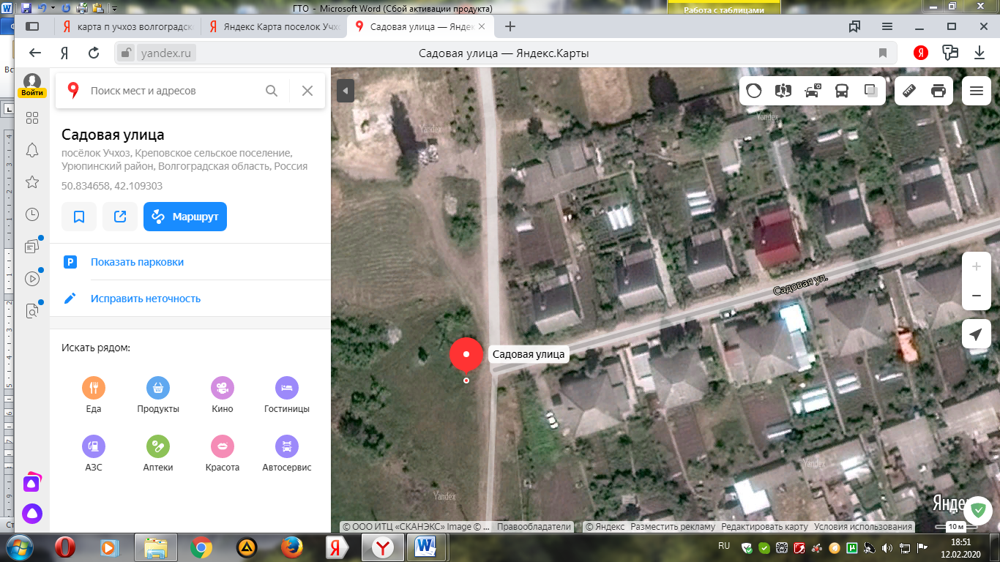 ГТО - Microsoft Word (Сбой активации продукта)
Работа с таблицами
карта п учхоз волгоградск
Яндекс Карта поселок Учхо
Садовая улица — Яндек
yandex.ru
Садовая улица — Яндекс.Карты
Войти
Поиск мест и адресов
Садовая улица
посёлок Учхоз, Креповское сельское поселение,
Урюпинский район, Волгоградская область, Россия
50.834658, 42.109303
Маршрут
Показать парковки
Исправить неточность
Искать рядом:
Еда
Продукты
Кино
Гостиницы
АЗС
Аптеки
Красота
Автосервис
Yandex
Yandex
Садовая ул.
Садовая улица
Yandex
Yandex
Яндекс
10 м
© ООО ИТЦ «СКАНЭКС» Image © ...
Правообладатели
© Яндекс Разместить рекламу Редактировать карту Условия использования
RU
18:51
12.02.2020